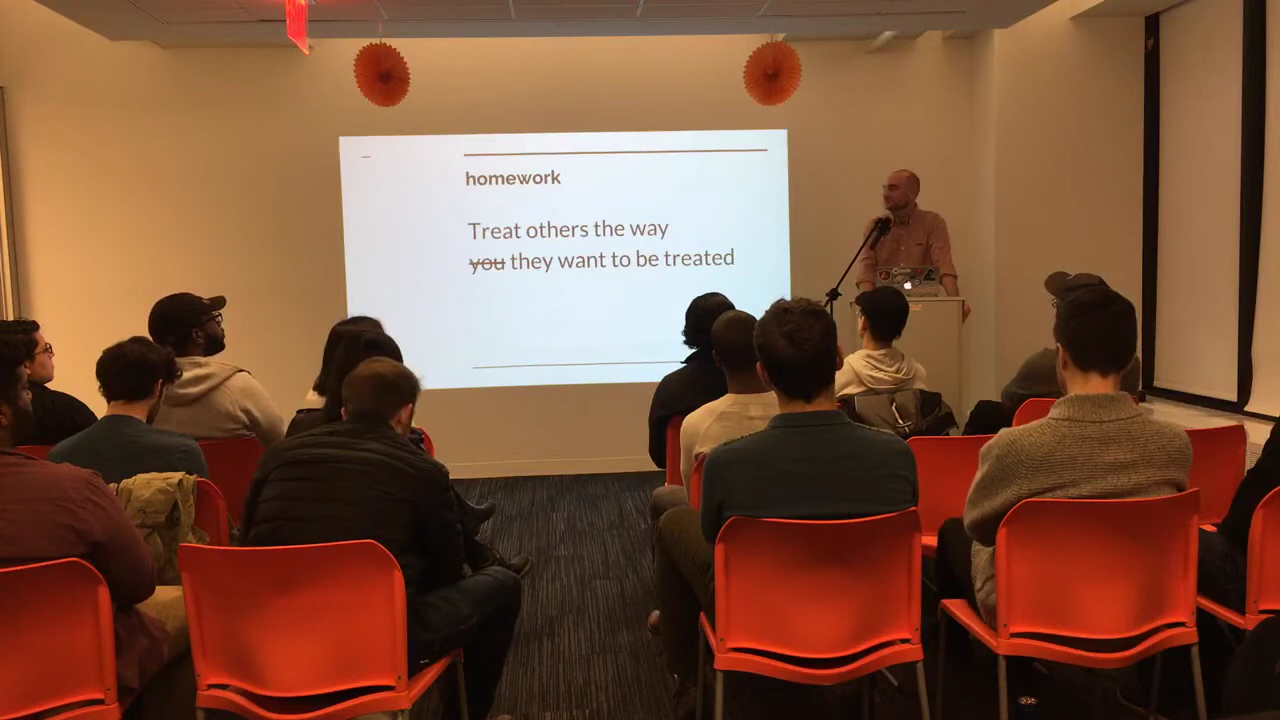 homework
Treat others the way
you they want to be treated